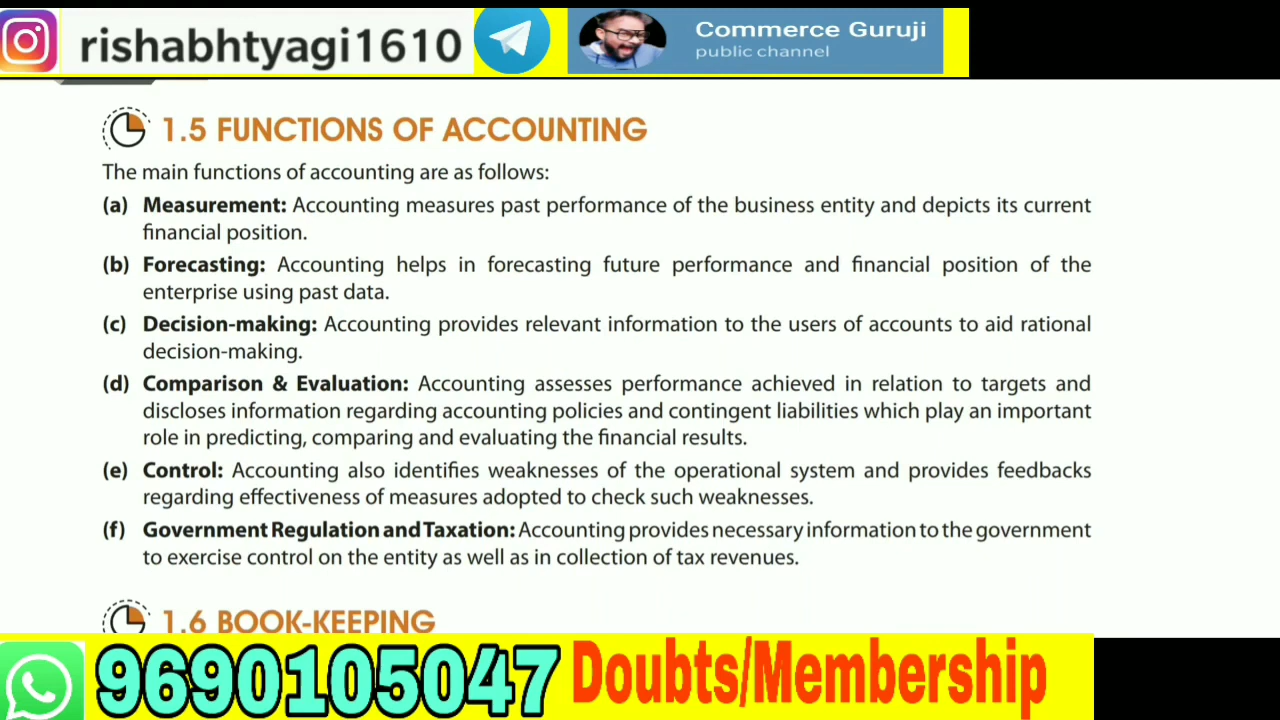 rishabhtyagi1610
Commerce Guruji
public channel
1.5 FUNCTIONS OF ACCOUNTING
The main functions of accounting are as follows:
(a) Measurement: Accounting measures past performance of the business entity and depicts its current
financial position.
(b) Forecasting: Accounting helps in forecasting future performance and financial position of the
enterprise using past data.
(c) Decision-making: Accounting provides relevant information to the users of accounts to aid rational
decision-making.
(d) Comparison & Evaluation: Accounting assesses performance achieved in relation to targets and
discloses information regarding accounting policies and contingent liabilities which play an important
role in predicting, comparing and evaluating the financial results.
(e) Control: Accounting also identifies weaknesses of the operational system and provides feedbacks
regarding effectiveness of measures adopted to check such weaknesses.
(f) Government Regulation and Taxation: Accounting provides necessary information to the government
to exercise control on the entity as well as in collection of tax revenues.
1.6 BOOK-KEEPING
9690105047 Doubts/Membership